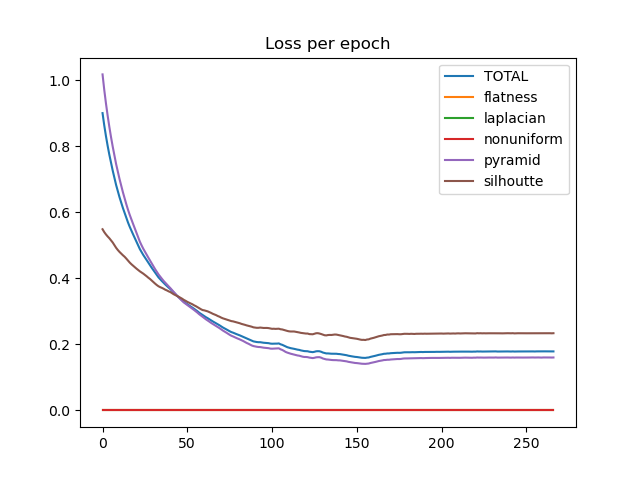 Loss per epoch
TOTAL
flatness
laplacian
nonuniform
pyramid
silhoutte
1.0
0.8
0.6
0.4
0.2
0.0
0
50
100
150
200
250